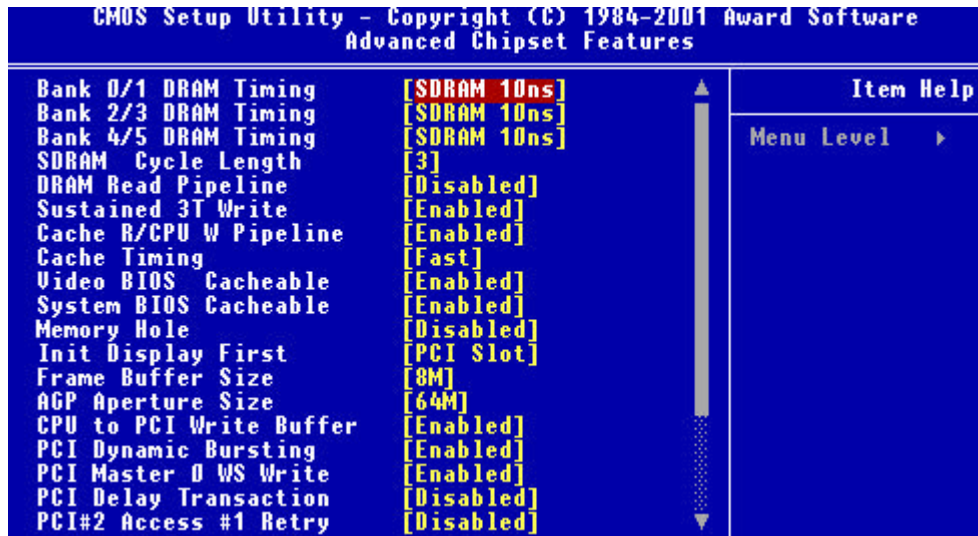 CMOS Setup Utility - Copyright (C) 1984-2001 Award Software
Advanced Chipset Features
Bank 0/1 DRAM Timing [SDRAM 10ns]
Bank 2/3 DRAM Timing [SDRAM 10ns]
Bank 4/5 DRAM Timing [SDRAM 10ns]
SDRAM Cycle Length [3]
DRAM Read Pipeline [Disabled]
Sustained 3T Write [Enabled]
Cache R/CPU W Pipeline [Enabled]
Cache Timing [Fast]
Video BIOS Cacheable [Enabled]
System BIOS Cacheable [Enabled]
Memory Hole [Disabled]
Init Display First [PCI Slot]
Frame Buffer Size [8M]
AGP Aperture Size [64M]
CPU to PCI Write Buffer [Enabled]
PCI Dynamic Bursting [Enabled]
PCI Master 0 WS Write [Enabled]
PCI Delay Transaction [Disabled]
PCI#2 Access #1 Retry [Disabled]
Item Help
Menu Level